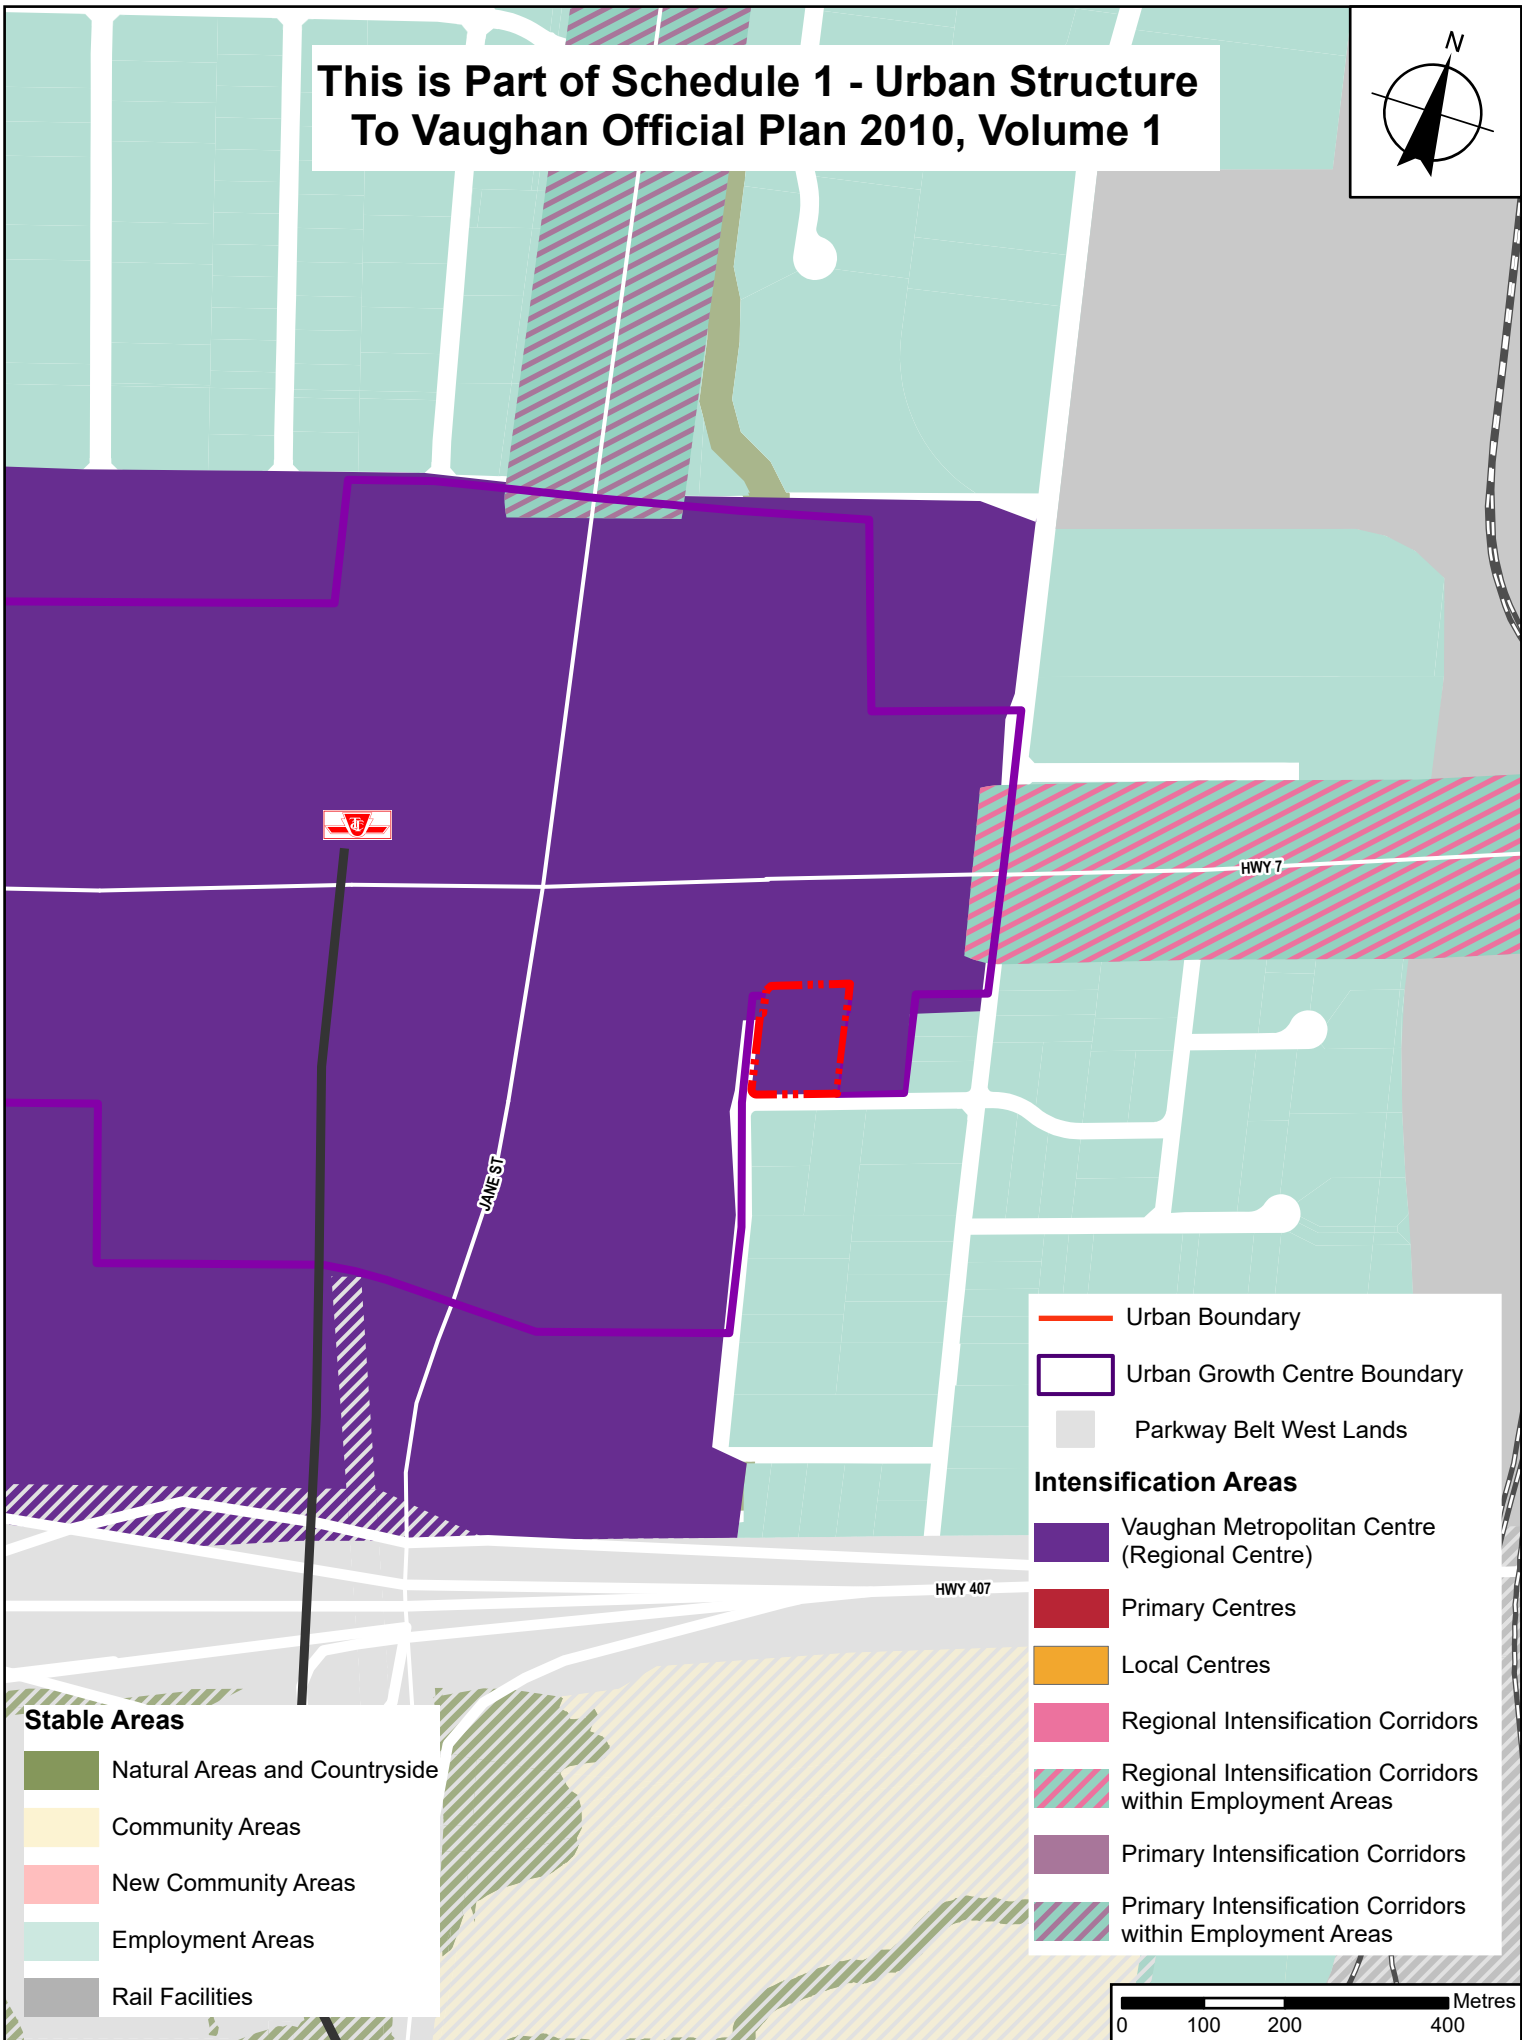 This is Part of Schedule 1 - Urban Structure
To Vaughan Official Plan 2010, Volume 1
N
TTC
HWY 7
JANE ST
HWY 407
Urban Boundary
Urban Growth Centre Boundary
Parkway Belt West Lands
Intensification Areas
Vaughan Metropolitan Centre
(Regional Centre)
Primary Centres
Local Centres
Regional Intensification Corridors
Regional Intensification Corridors
within Employment Areas
Primary Intensification Corridors
Primary Intensification Corridors
within Employment Areas
Stable Areas
Natural Areas and Countryside
Community Areas
New Community Areas
Employment Areas
Rail Facilities
Metres
0 100 200 400